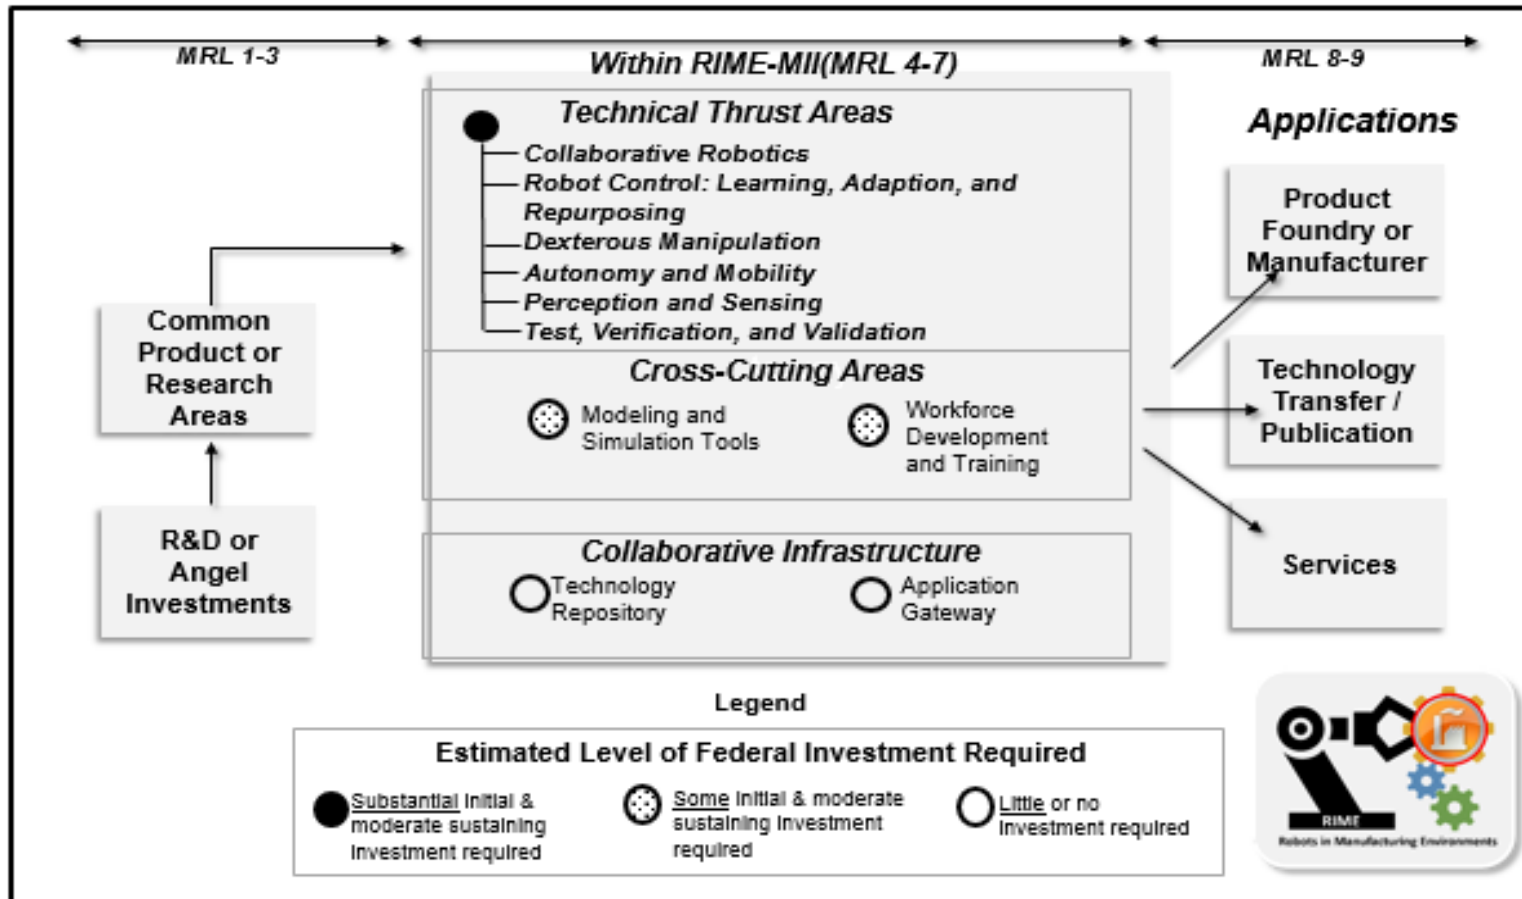 MRL 1-3
Within RIME-MII(MRL 4-7)
MRL 8-9
Technical Thrust Areas
Collaborative Robotics
Robot Control: Learning, Adaption, and
Repurposing
Dexterous Manipulation
Autonomy and Mobility
Perception and Sensing
Test, Verification, and Validation
Cross-Cutting Areas
Modeling and
Simulation Tools
Workforce
Development
and Training
Collaborative Infrastructure
Technology
Repository
Application
Gateway
Common
Product or
Research
Areas
R&D or
Angel
Investments
Applications
Product
Foundry or
Manufacturer
Technology
Transfer /
Publication
Services
Legend
Estimated Level of Federal Investment Required
Substantial initial &
moderate sustaining
investment required
Some initial & moderate
sustaining investment
required
Little or no
investment required
RIME
Robots in Manufacturing Environments